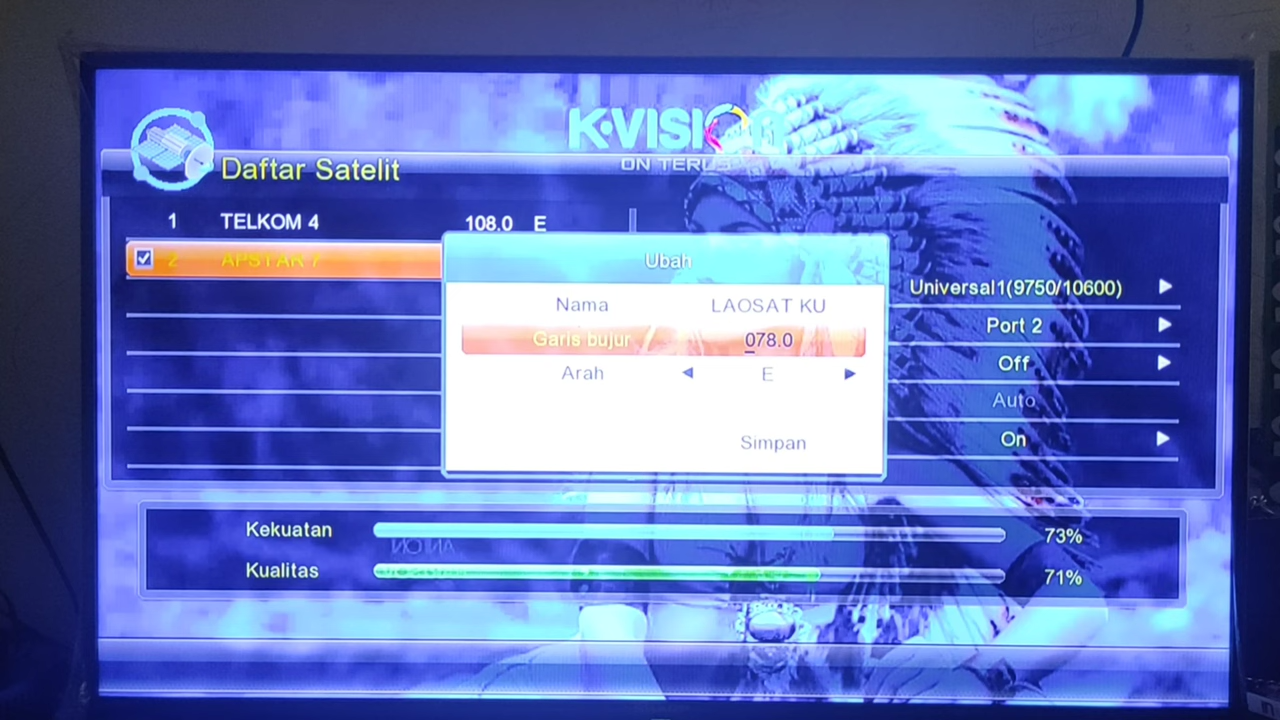 K-VISION
ON TERUS
Daftar Satelit
1 TELKOM 4 108.0 E
2 APSTAR 7
Ubah
Nama LAOSAT KU
Garis bujur 078.0
Arah E
Simpan
Universal1(9750/10600)
Port 2
Off
Auto
On
Kekuatan 73%
Kualitas 71%